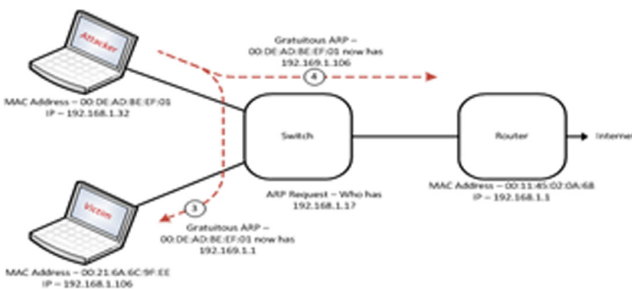 Attacker
MAC Address – 00:DE:AD:BE:EF:01
IP – 192.168.1.32
Gratuitous ARP –
00:DE:AD:BE:EF:01 now has
192.169.1.106
4
Switch
Router
Internet
MAC Address – 00:11:45:02:0A:68
IP – 192.168.1.1
ARP Request – Who has
192.168.1.1?
3
Gratuitous ARP –
00:DE:AD:BE:EF:01 now has
192.169.1.1
Victim
MAC Address – 00:21:6A:6C:9F:EE
IP – 192.168.1.106